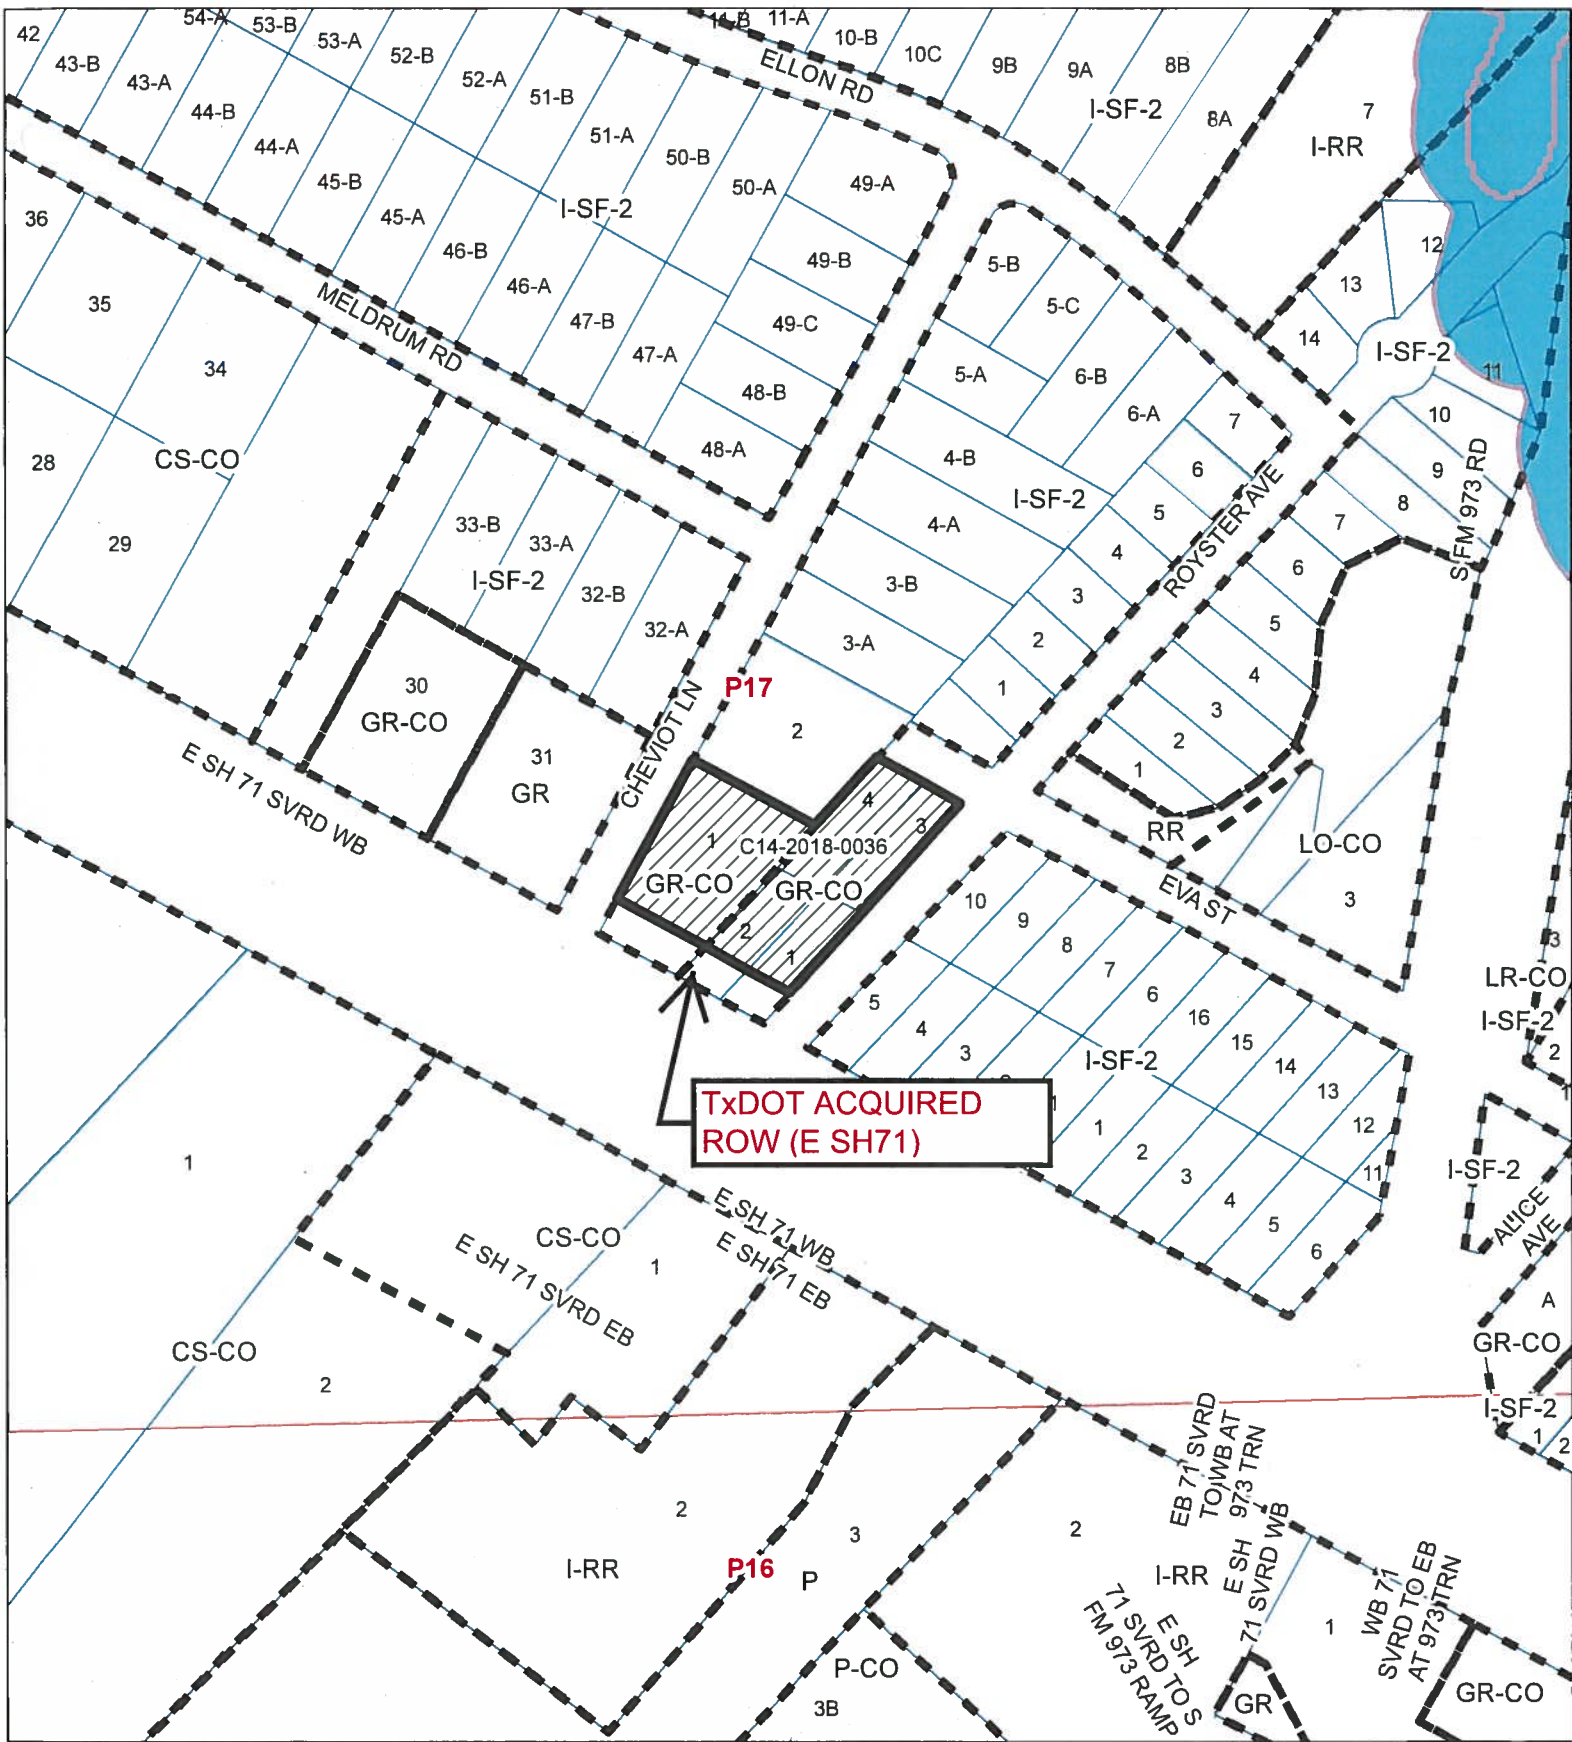 54-A
53-B
11-B
11-A
42
53-A
10-B
10C
43-B
52-B
ELLON RD
9B
9A
8B
43-A
52-A
51-B
I-SF-2
7
44-B
51-A
8A
I-RR
44-A
50-B
45-B
50-A
49-A
36
45-A
I-SF-2
12
46-B
49-B
5-B
13
46-A
35
MELDRUM RD
47-B
49-C
5-C
14
I-SF-2
34
47-A
5-A
6-B
11
48-B
10
6-A
7
48-A
4-B
28
CS-CO
6
9
I-SF-2
8
S FM 973 RD
33-B
4-A
5
7
29
33-A
4
ROYSTER AVE
I-SF-2
3-B
3
6
32-B
32-A
3-A
2
5
30
P17
1
4
GR-CO
CHEVIOT LN
2
3
31
2
GR
1
E SH 71 SVRD WB
4
3
RR
1
C14-2018-0036
LO-CO
GR-CO
GR-CO
EVA ST
3
2
1
10
9
8
7
6
3
LR-CO
5
16
I-SF-2
4
15
2
3
I-SF-2
14
1
TxDOT ACQUIRED
ROW (E SH71)
1
13
1
12
2
11
I-SF-2
1
3
4
ALICE
AVE
5
6
E SH 71 WB
E SH 71 EB
CS-CO
E SH 71 SVRD EB
1
A
CS-CO
GR-CO
2
I-SF-2
1
2
EB 71 SVRD
TO WB AT
973 TRN
2
3
2
P16
P
I-RR
I-RR
E SH
71 SVRD WB
WB 71
SVRD TO EB
AT 973 TRN
E SH
71 SVRD TO S
FM 973 RAMP
1
P-CO
3B
GR
GR-CO